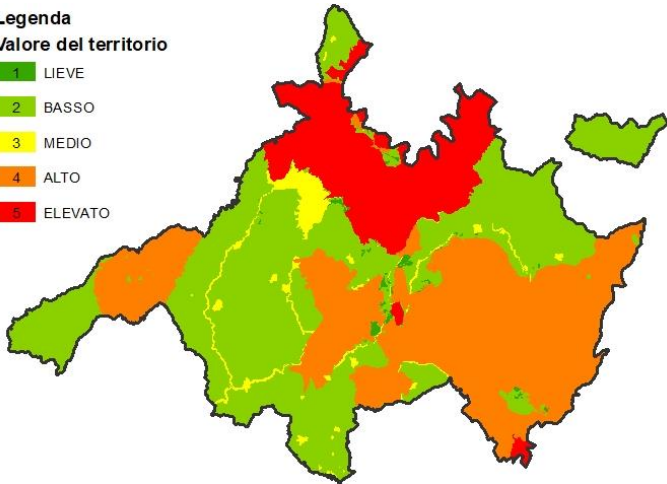 Legenda
Valore del territorio
1 LIEVE
2 BASSO
3 MEDIO
4 ALTO
5 ELEVATO